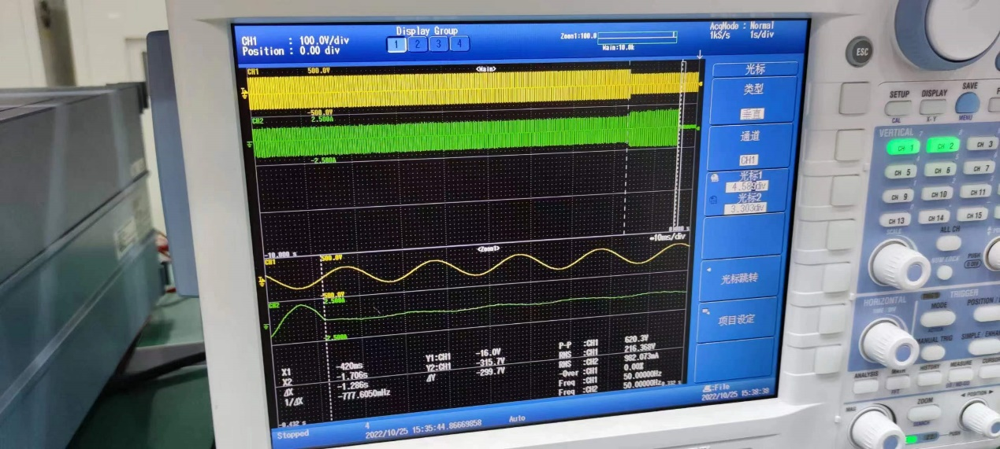 CH1 : 100.0V/div
Position : 0.00 div
Display Group
1 2 3 4
Zoom1:100.0
Main:10.0k
AcqMode : Normal
1kS/s 1s/div
CH1 500.0V
<Main>
-500.0V
CH2 2.500A
-2.500A
10ms/div
-10.000 s
CH1 500.0V
<Zoom1>
-500.0V
CH2 2.500A
-2.500A
X1 -420ms
X2 -1.706s
ΔX -1.286s
1/ΔX -777.6050mHz
Y1:CH1 -16.0V
Y2:CH1 -315.7V
ΔY -299.7V
P-P :CH1 620.3V
RMS :CH1 216.368V
RMS :CH2 982.073mA
-Over :CH1 0.00%
Freq :CH1 50.00000Hz
Freq :CH2 50.00000Hz
-0.432 s
-0.332 s
Stopped
4
2022/10/25 15:35:44.86669858
Auto
:File
2022/10/25 15:38:38
光标
类型
垂直
通道
CH1
光标1
4.589div
光标2
3.303div
光标跳转
项目设定
ESC
SETUP DISPLAY SAVE
CAL X-Y MENU
VERTICAL
CH 1 CH 2 CH 3
CH 5 CH 6 CH 7
CH 9 CH 10 CH 11
CH 13 CH 14 CH 15
SCALE
ALL CH
PUSH
HORIZONTAL
TRIGGER
MODE
POSITION
MANUAL TRIG
SIMPLE
ANALYSIS
HISTORY
MEASURE
CURSOR
ZOOM
SEARCH
MAG
POSITION
PUSH